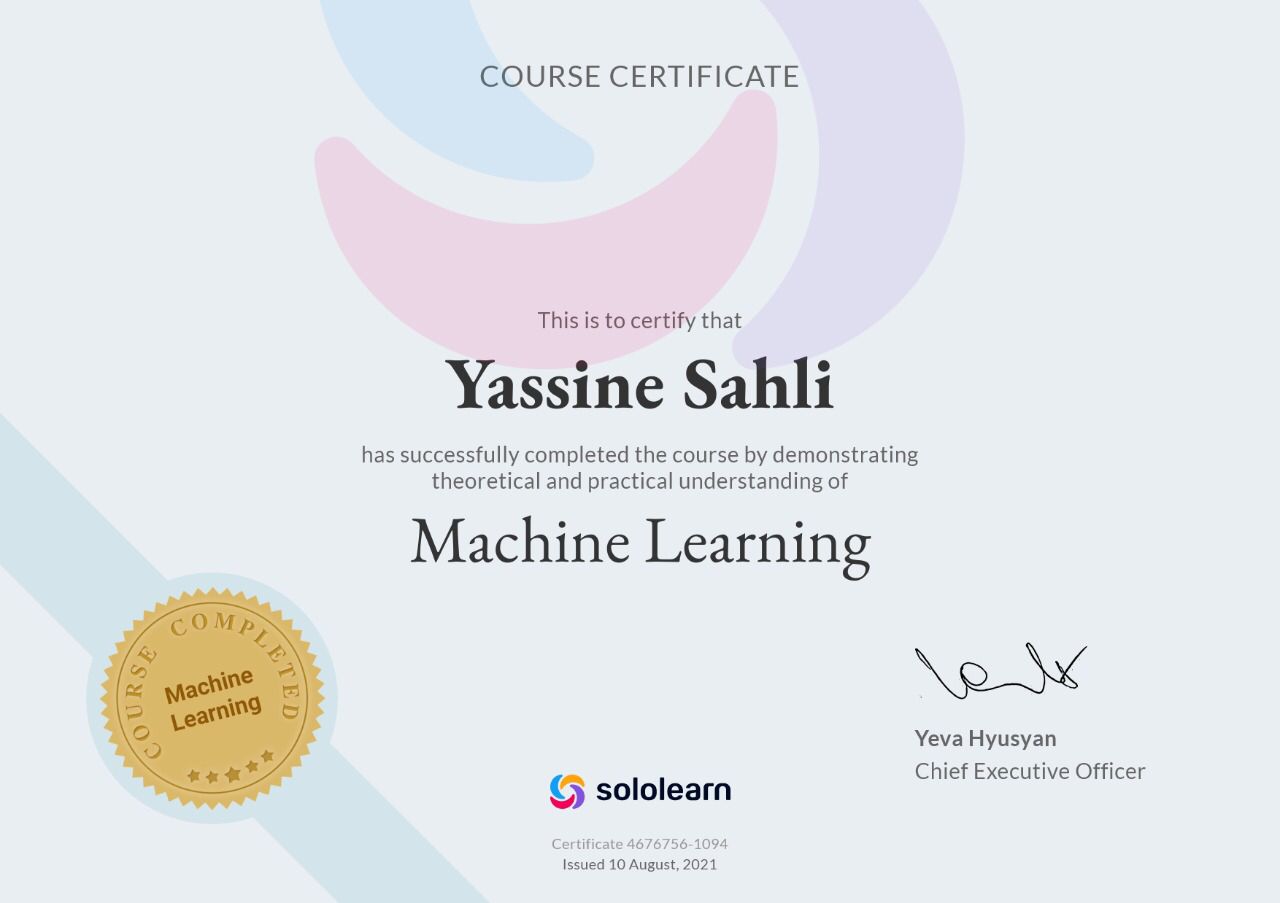 COURSE CERTIFICATE
This is to certify that
Yassine Sahli
has successfully completed the course by demonstrating
theoretical and practical understanding of
Machine Learning
COURSE COMPLETED
Machine
Learning
Yeva Hyusyan
Chief Executive Officer
sololearn
Certificate 4676756-1094
Issued 10 August, 2021